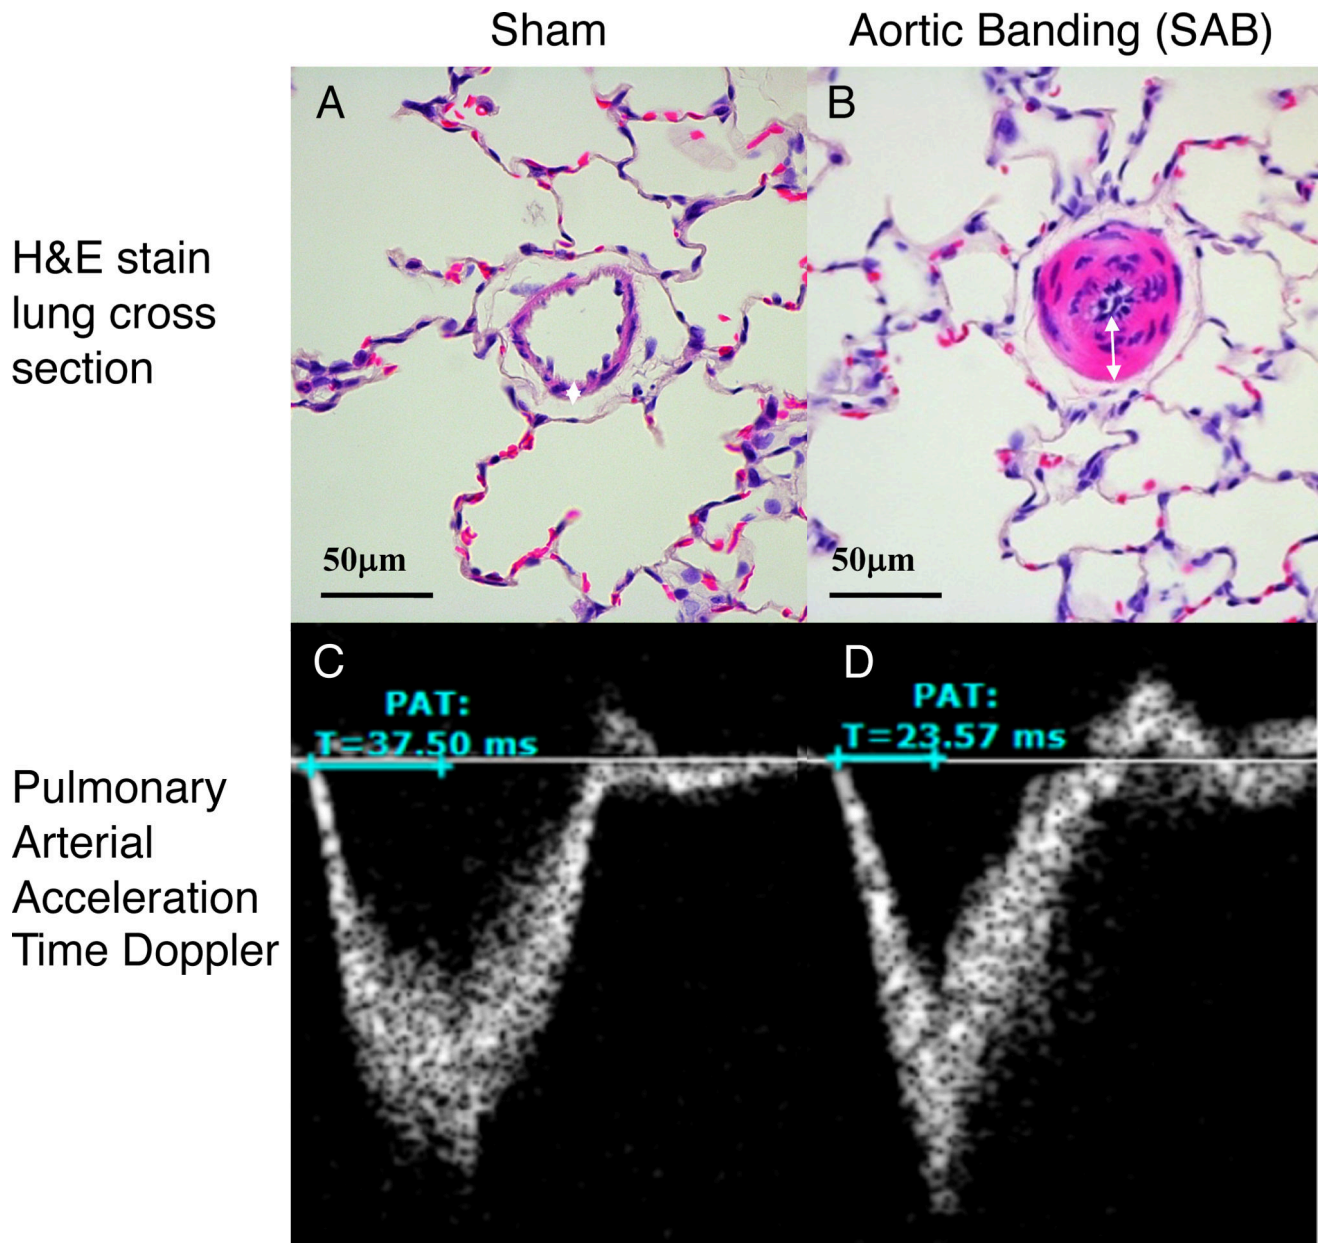 Sham
Aortic Banding (SAB)
A
B
H&E stain
lung cross
section
50μm
50μm
C
D
PAT:
T=37.50 ms
PAT:
T=23.57 ms
Pulmonary
Arterial
Acceleration
Time Doppler